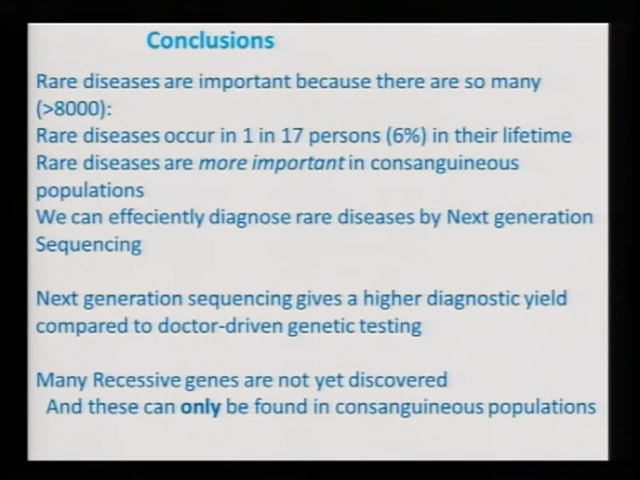 Conclusions
Rare diseases are important because there are so many
(>8000):
Rare diseases occur in 1 in 17 persons (6%) in their lifetime
Rare diseases are more important in consanguineous
populations
We can effeciently diagnose rare diseases by Next generation
Sequencing
Next generation sequencing gives a higher diagnostic yield
compared to doctor-driven genetic testing
Many Recessive genes are not yet discovered
And these can only be found in consanguineous populations